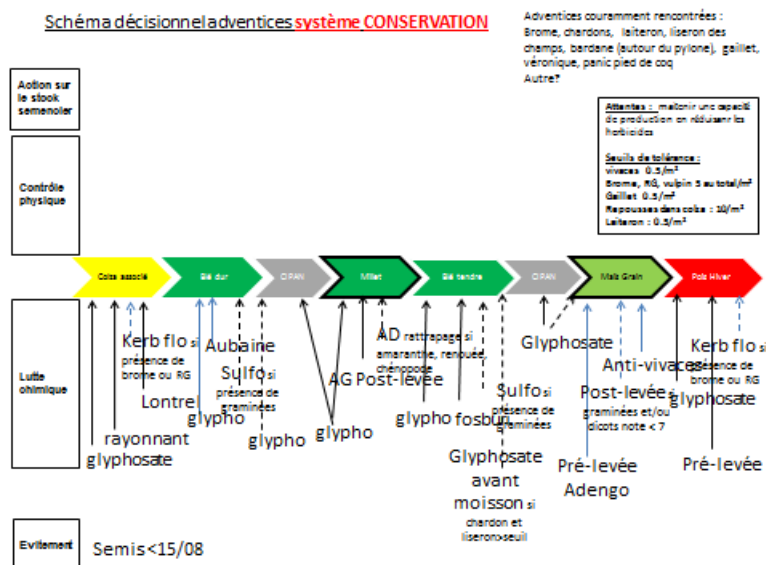 Schéma décisionnel adventices système CONSERVATION
Adventices couramment rencontrées :
Brome, chardons, laiteron, liseron des
champs, bardane (autour du pylone), gaillet,
véronique, panic pied de coq
Autre?
Action sur
le stock
semencier
Attentes : maitenir une capacité
de production en réduisant les
herbicides
Seuils de tolérance :
vivaces 0.5/m²
Brome, RG, vulpin 5 au total/m²
Gaillet 0.5/m²
Repousses dans colza : 10/m²
Laiteron : 0.5/m²
Contrôle
physique
Colza associé
Blé dur
CIPAN
Millet
Blé tendre
CIPAN
Maïs Grain
Pois Hiver
Lutte
chimique
Kerb flo si
présence de
brome ou RG
Lontrel
rayonnant
glyphosate
Aubaine
Sulfo si
présence de
graminées
glypho
glypho
glypho
AD rattrapage si
amaranthe, renouée,
chénopode
AG Post-levée
glypho
fosburi
Sulfo si
présence de
graminées
Glyphosate
avant
moisson si
chardon et
liseron>seuil
Glyphosate
Anti-vivaces
Post-levée si
graminées et/ou
dicots note < 7
Pré-levée
Adengo
Kerb flo si
présence de
brome ou RG
glyphosate
Pré-levée
Evitement
Semis <15/08